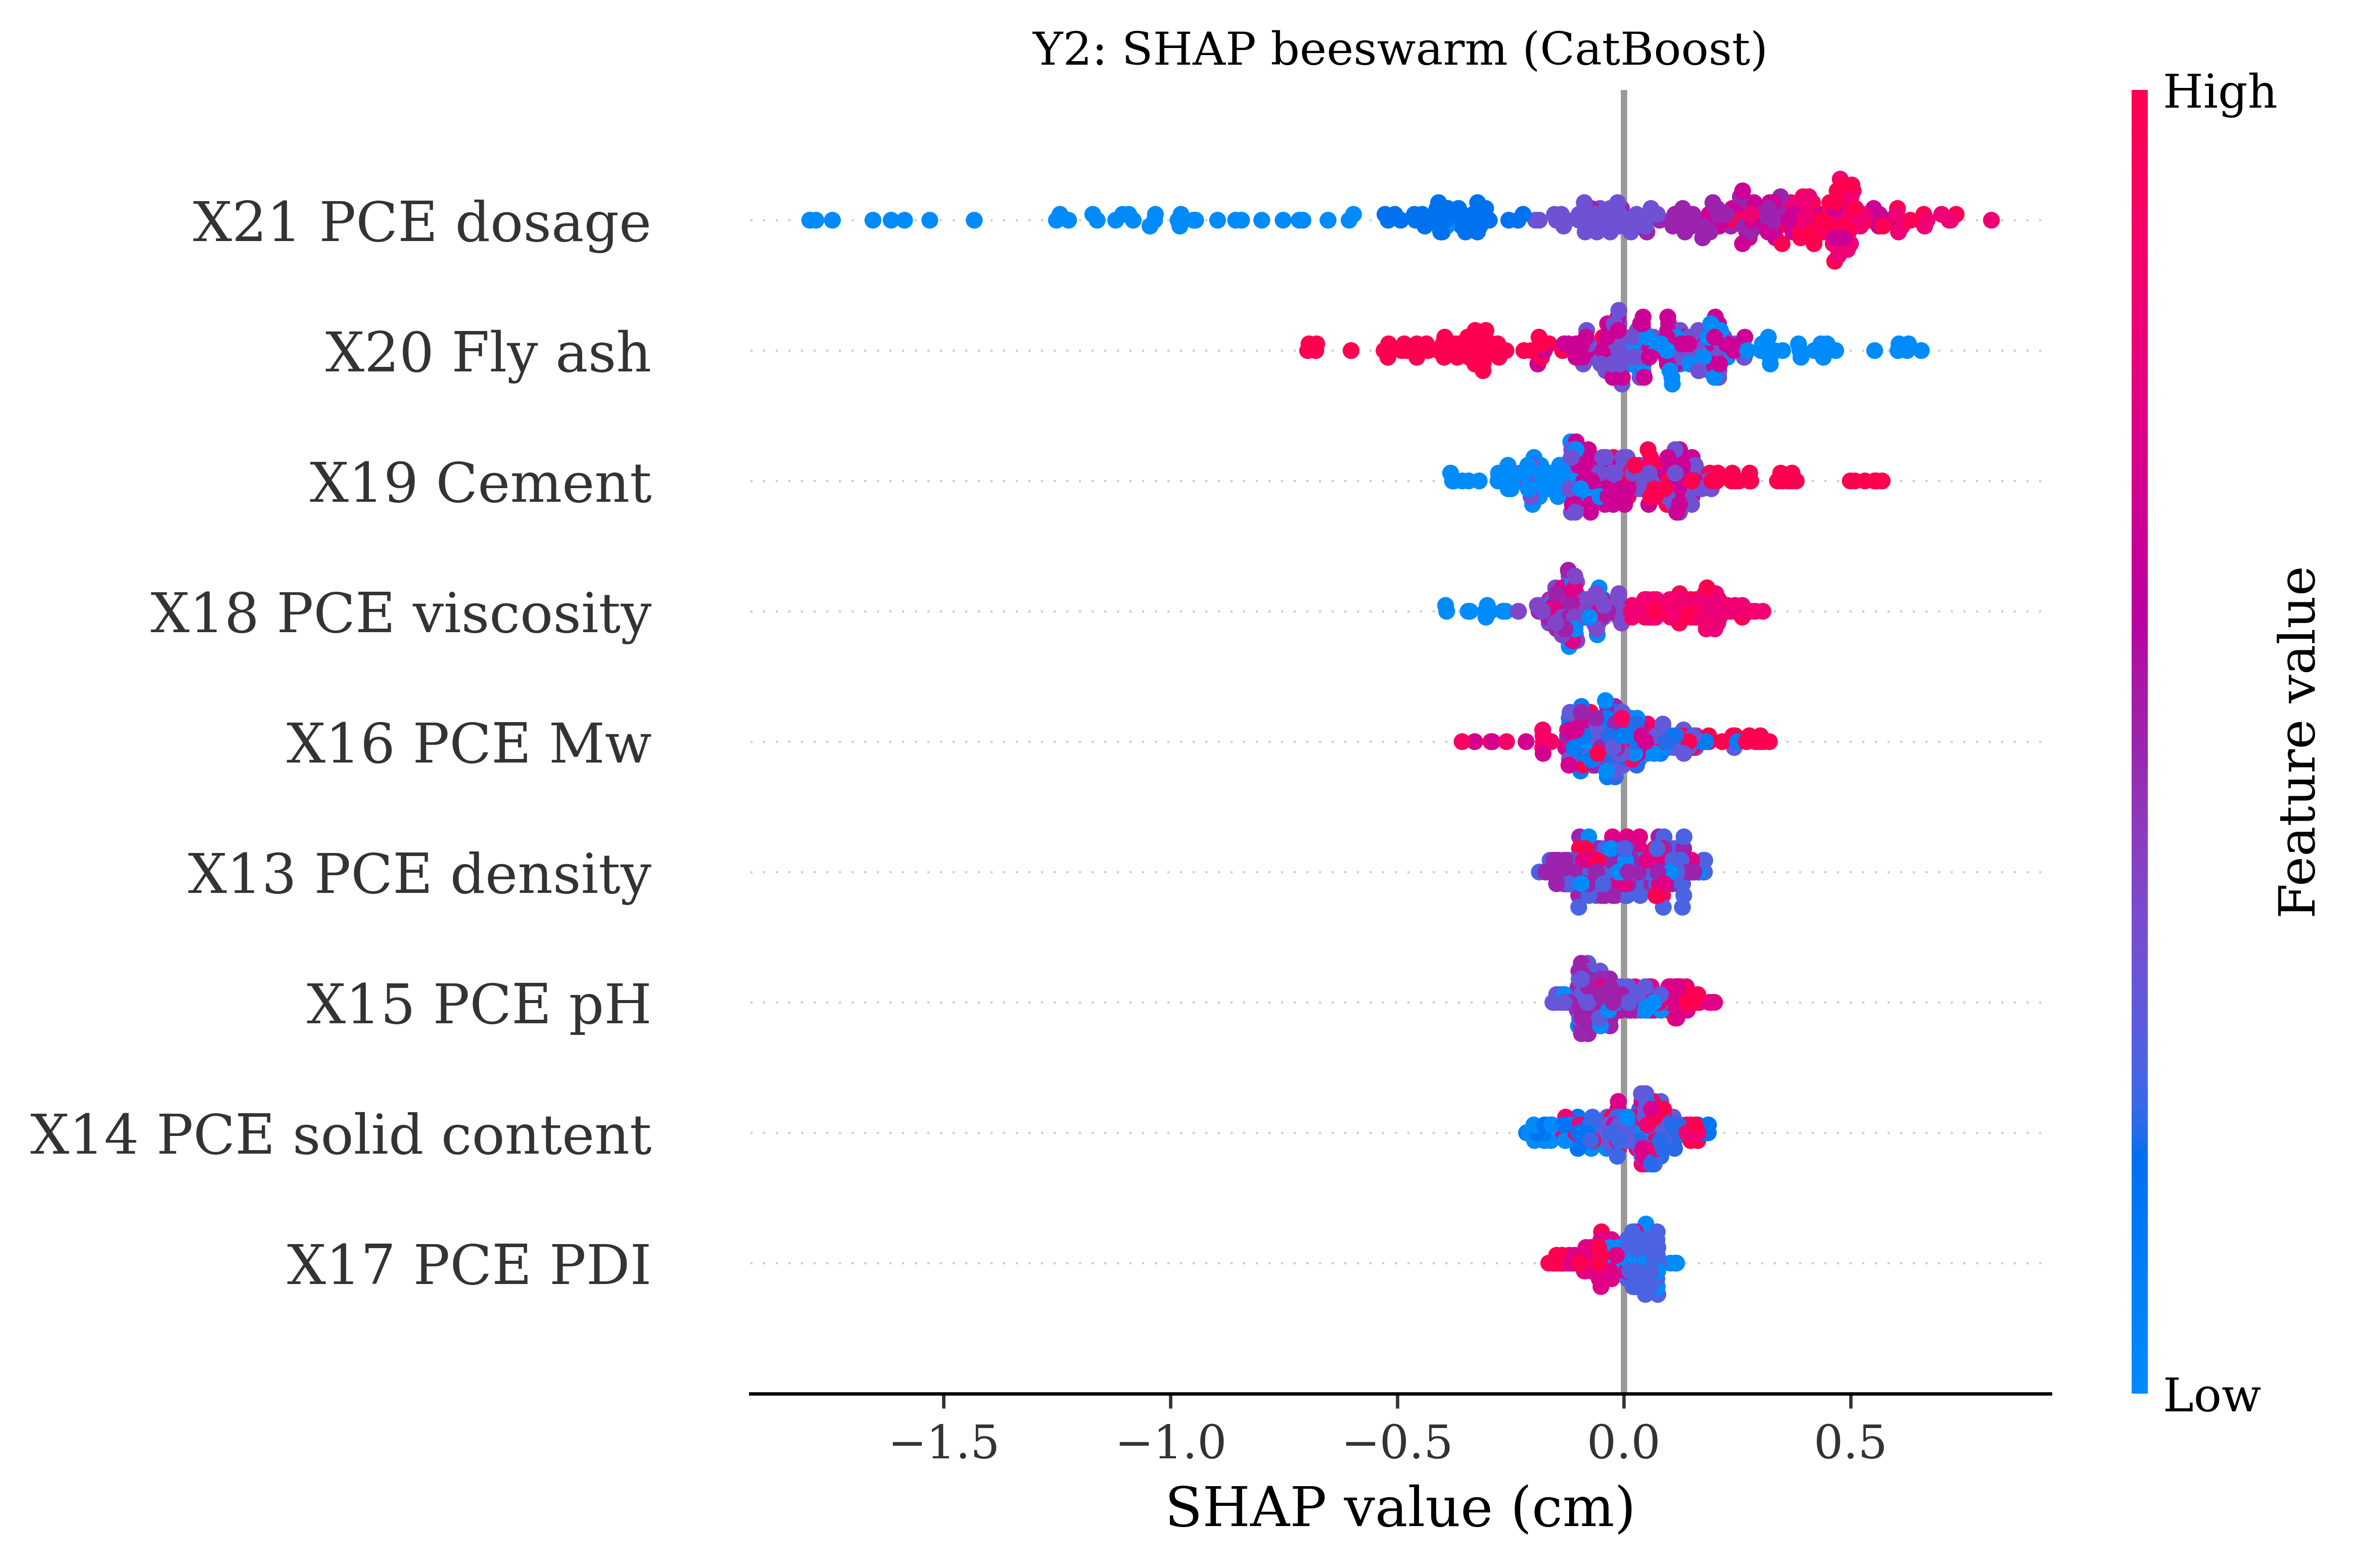 Y2: SHAP beeswarm (CatBoost)
High
X21 PCE dosage
X20 Fly ash
X19 Cement
X18 PCE viscosity
X16 PCE Mw
X13 PCE density
X15 PCE pH
X14 PCE solid content
X17 PCE PDI
Feature value
Low
−1.5 −1.0 −0.5 0.0 0.5
SHAP value (cm)